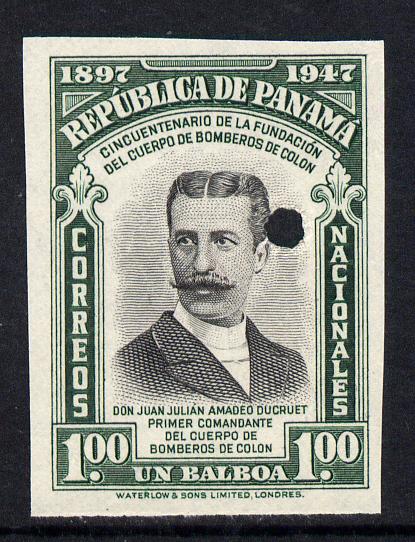 1897 1947
REPÚBLICA DE PANAMÁ
CINCUENTENARIO DE LA FUNDACIÓN
DEL CUERPO DE BOMBEROS DE COLON
CORREOS
NACIONALES
DON JUAN JULIÁN AMADEO DUCRUET
PRIMER COMANDANTE
DEL CUERPO DE
BOMBEROS DE COLON
1.00 1.00
UN BALBOA
WATERLOW & SONS LIMITED, LONDRES.